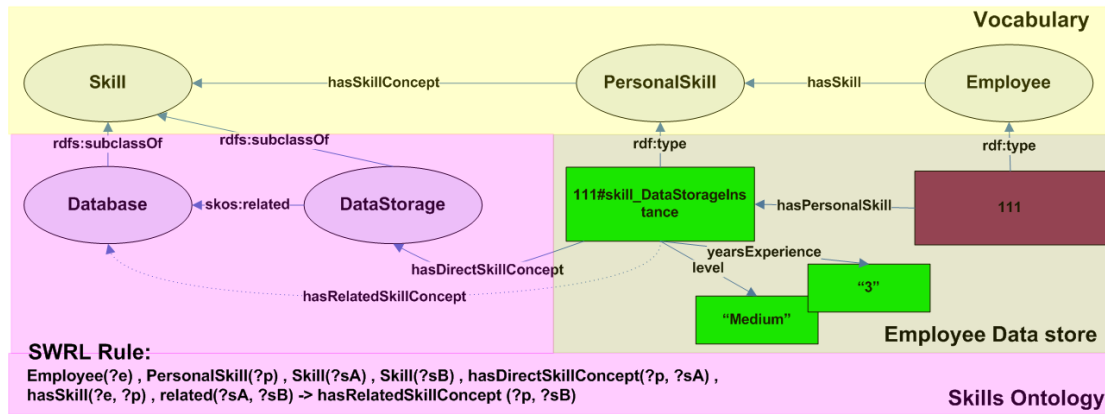 Vocabulary
Skill
hasSkillConcept
PersonalSkill
hasSkill
Employee
rdfs:subclassOf
rdfs:subclassOf
rdf:type
rdf:type
Database
skos:related
DataStorage
111#skill_DataStorageIns
tance
hasPersonalSkill
111
hasDirectSkillConcept
yearsExperience
level
hasRelatedSkillConcept
“3”
“Medium”
Employee Data store
SWRL Rule:
Employee(?e) , PersonalSkill(?p) , Skill(?sA) , Skill(?sB) , hasDirectSkillConcept(?p, ?sA) ,
hasSkill(?e, ?p) , related(?sA, ?sB) -> hasRelatedSkillConcept (?p, ?sB)
Skills Ontology